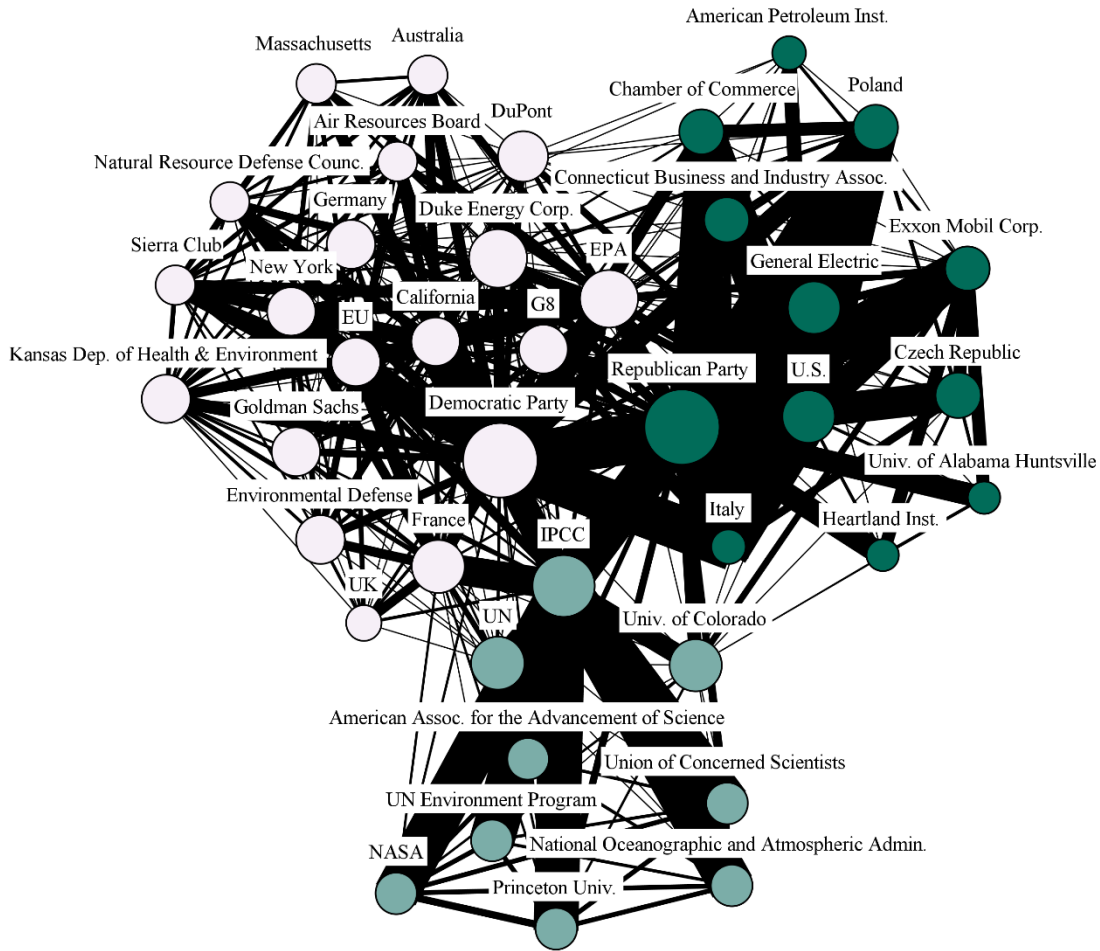 American Petroleum Inst.
Massachusetts
Australia
Chamber of Commerce
Poland
Air Resources Board
DuPont
Natural Resource Defense Counc.
Connecticut Business and Industry Assoc.
Germany
Duke Energy Corp.
Exxon Mobil Corp.
Sierra Club
EPA
New York
General Electric
California
G8
EU
Kansas Dep. of Health & Environment
Czech Republic
Republican Party
U.S.
Goldman Sachs
Democratic Party
Univ. of Alabama Huntsville
Environmental Defense
France
IPCC
Italy
Heartland Inst.
UK
UN
Univ. of Colorado
American Assoc. for the Advancement of Science
Union of Concerned Scientists
UN Environment Program
National Oceanographic and Atmospheric Admin.
NASA
Princeton Univ.